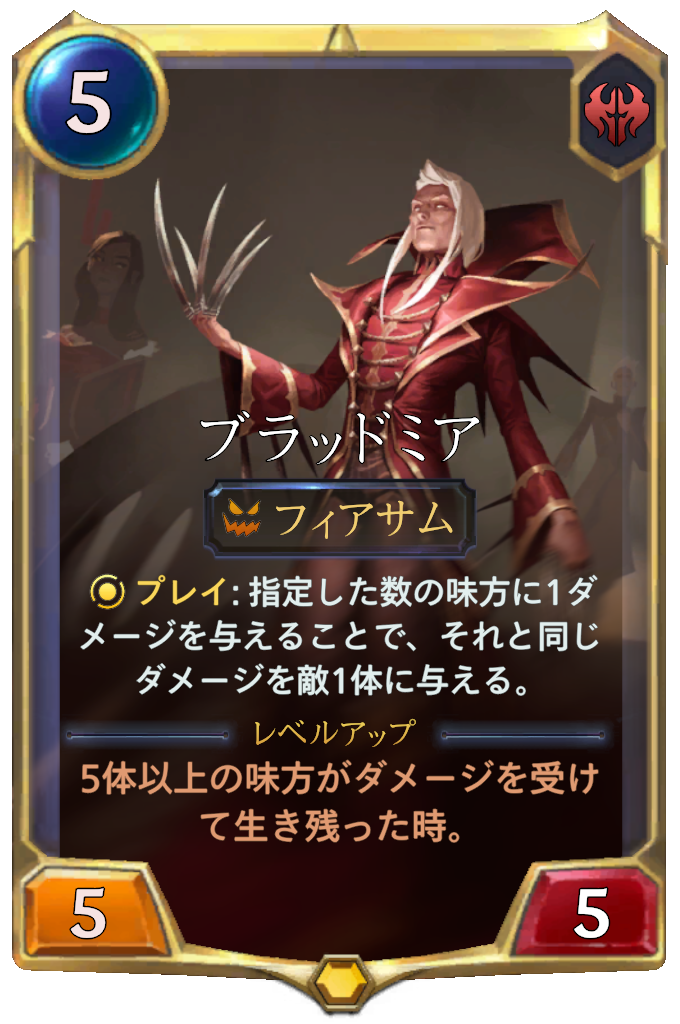 5
ブラッドミア
フィアサム
プレイ: 指定した数の味方に1ダ
メージを与えることで、それと同じ
ダメージを敵1体に与える。
レベルアップ
5体以上の味方がダメージを受け
て生き残った時。
5
5